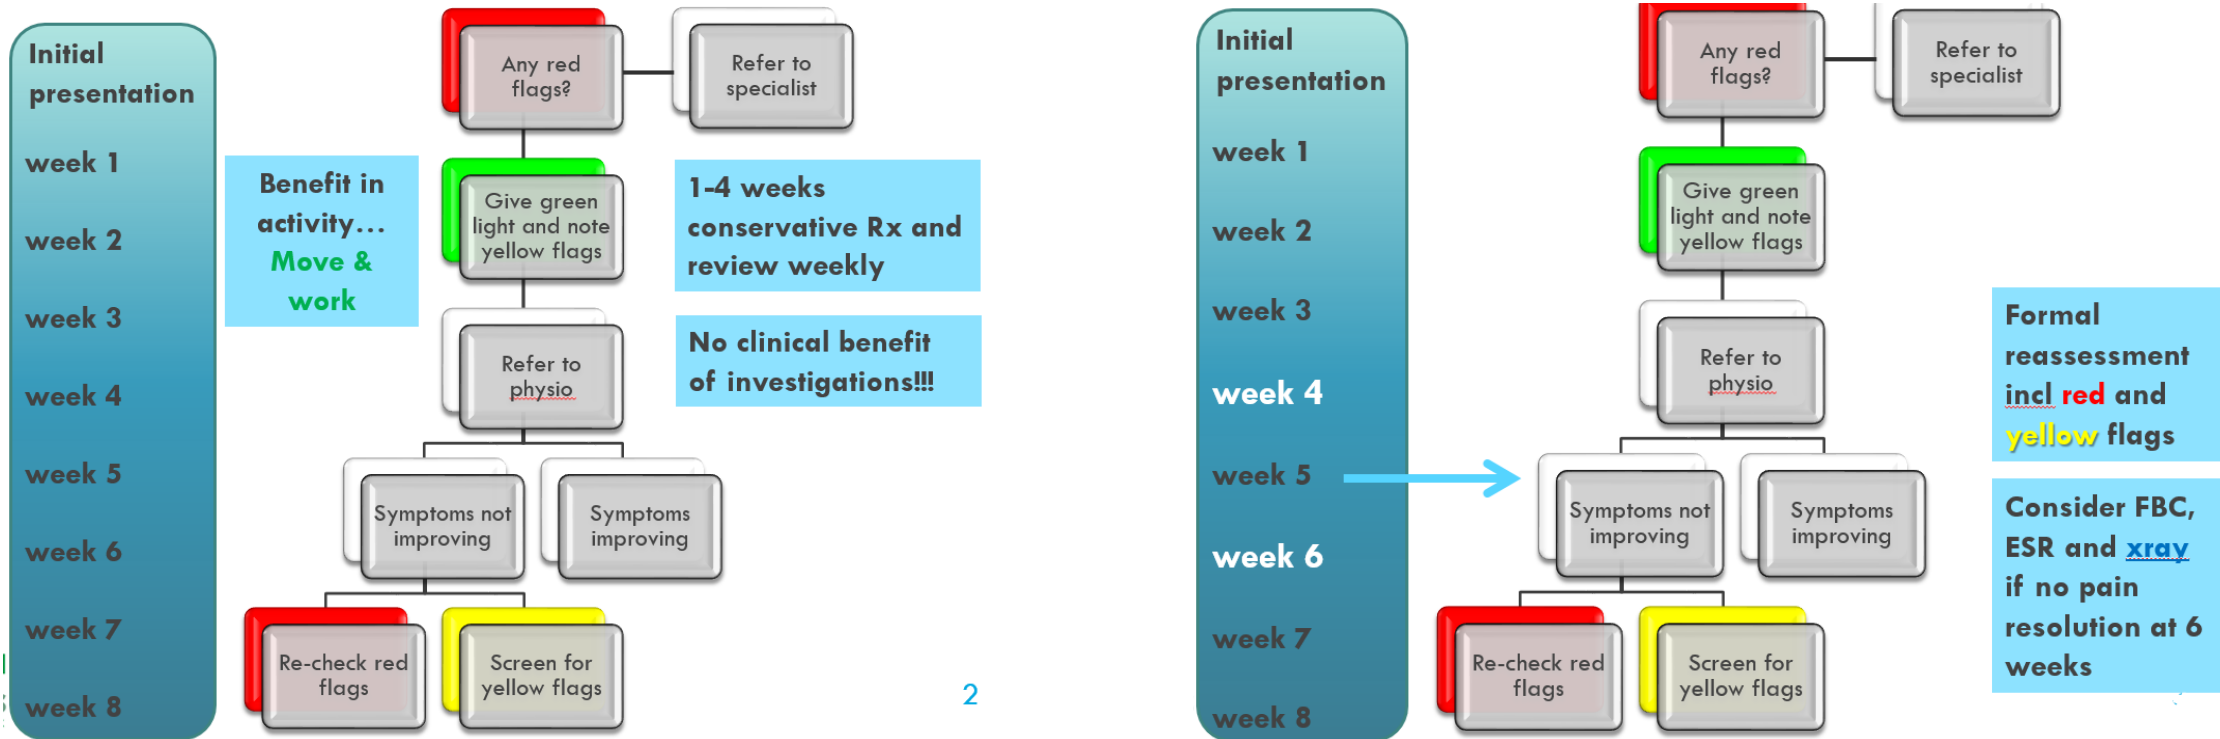 Initial
presentation
week 1
week 2
week 3
week 4
week 5
week 6
week 7
week 8
Benefit in
activity...
Move &
work
Any red
flags?
Refer to
specialist
Give green
light and note
yellow flags
1-4 weeks
conservative Rx and
review weekly
No clinical benefit
of investigations!!!
Refer to
physio
Symptoms not
improving
Symptoms
improving
Re-check red
flags
Screen for
yellow flags
2
Initial
presentation
week 1
week 2
week 3
week 4
week 5
week 6
week 7
week 8
Any red
flags?
Refer to
specialist
Give green
light and note
yellow flags
Refer to
physio
Symptoms not
improving
Symptoms
improving
Re-check red
flags
Screen for
yellow flags
Formal
reassessment
incl red and
yellow flags
Consider FBC,
ESR and xray
if no pain
resolution at 6
weeks